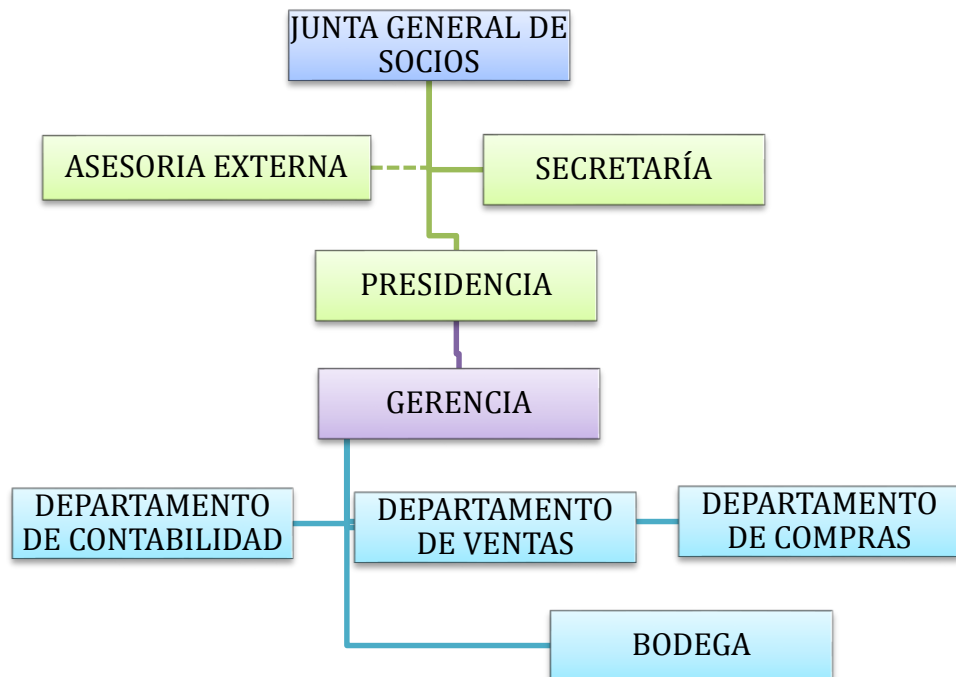 JUNTA GENERAL DE
SOCIOS
ASESORIA EXTERNA
SECRETARÍA
PRESIDENCIA
GERENCIA
DEPARTAMENTO
DE CONTABILIDAD
DEPARTAMENTO
DE VENTAS
DEPARTAMENTO
DE COMPRAS
BODEGA